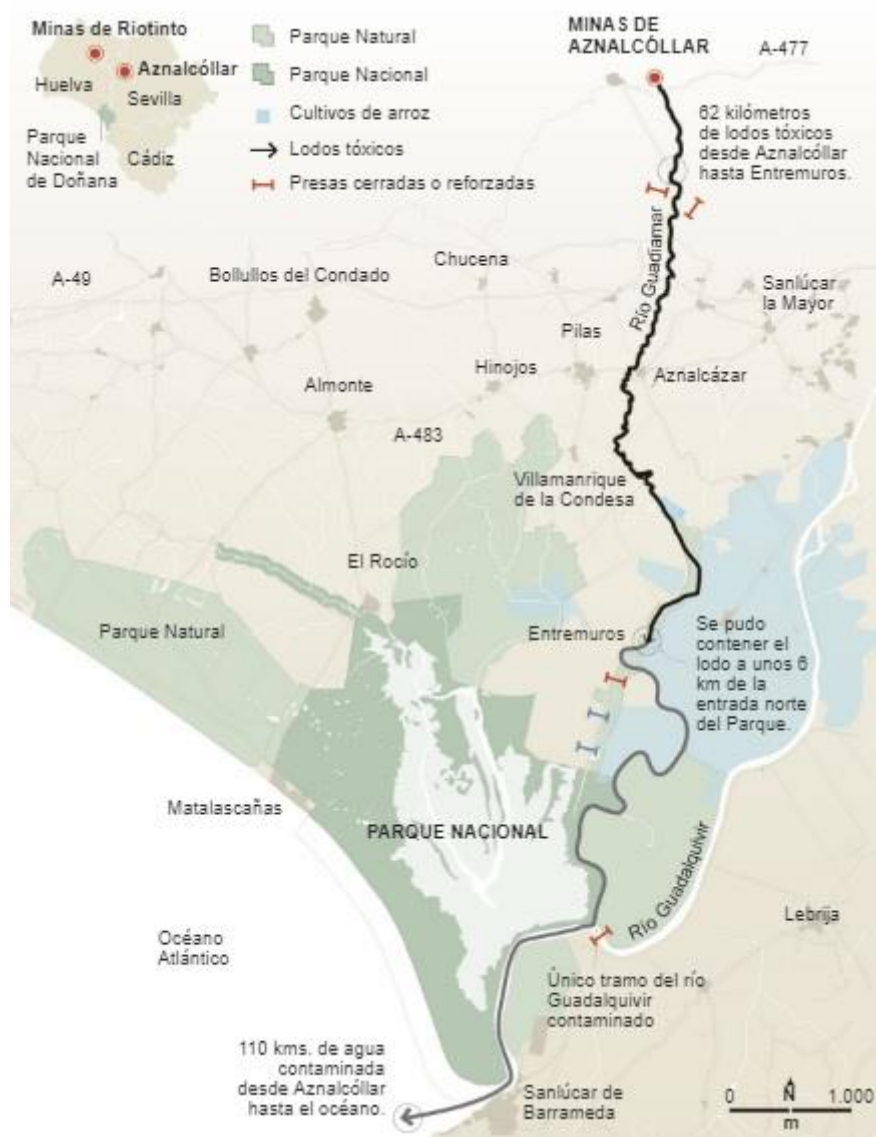 Minas de Riotinto
Aznalcóllar
Huelva
Sevilla
Parque
Nacional
de Doñana
Cádiz
Parque Natural
Parque Nacional
Cultivos de arroz
Lodos tóxicos
Presas cerradas o reforzadas
MINAS DE
AZNALCÓLLAR
A-477
62 kilómetros
de lodos tóxicos
desde Aznalcóllar
hasta Entremuros.
Río Guadiamar
A-49
Bollullos del Condado
Chucena
Sanlúcar
la Mayor
Pilas
Hinojos
Aznalcázar
Almonte
A-483
Villamanrique
de la Condesa
El Rocío
Parque Natural
Entremuros
Se pudo
contener el
lodo a unos 6
km de la
entrada norte
del Parque.
Matalascañas
PARQUE NACIONAL
Río Guadalquivir
Lebrija
Océano
Atlántico
Único tramo del río
Guadalquivir
contaminado
110 kms. de agua
contaminada
desde Aznalcóllar
hasta el océano.
Sanlúcar de
Barrameda
0 N 1.000
m